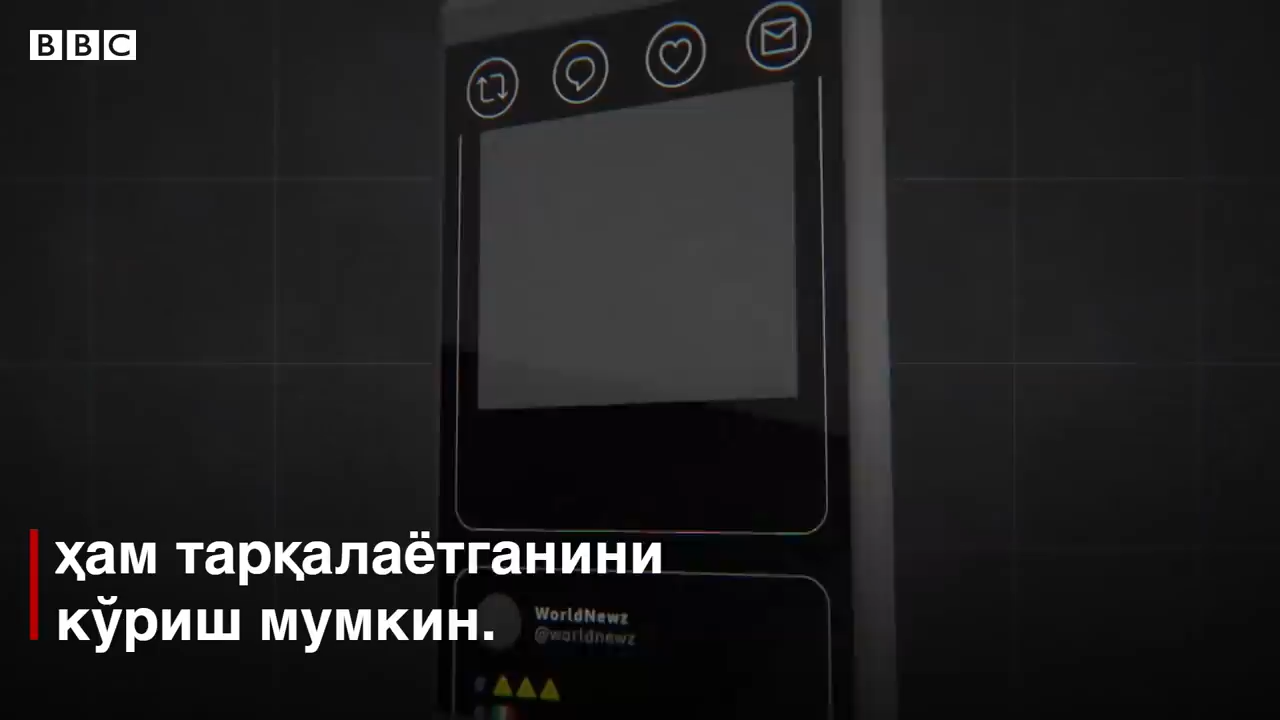 BBC
ҳам тарқалаётганини
кўриш мумкин.
WorldNewz
@worldnewz